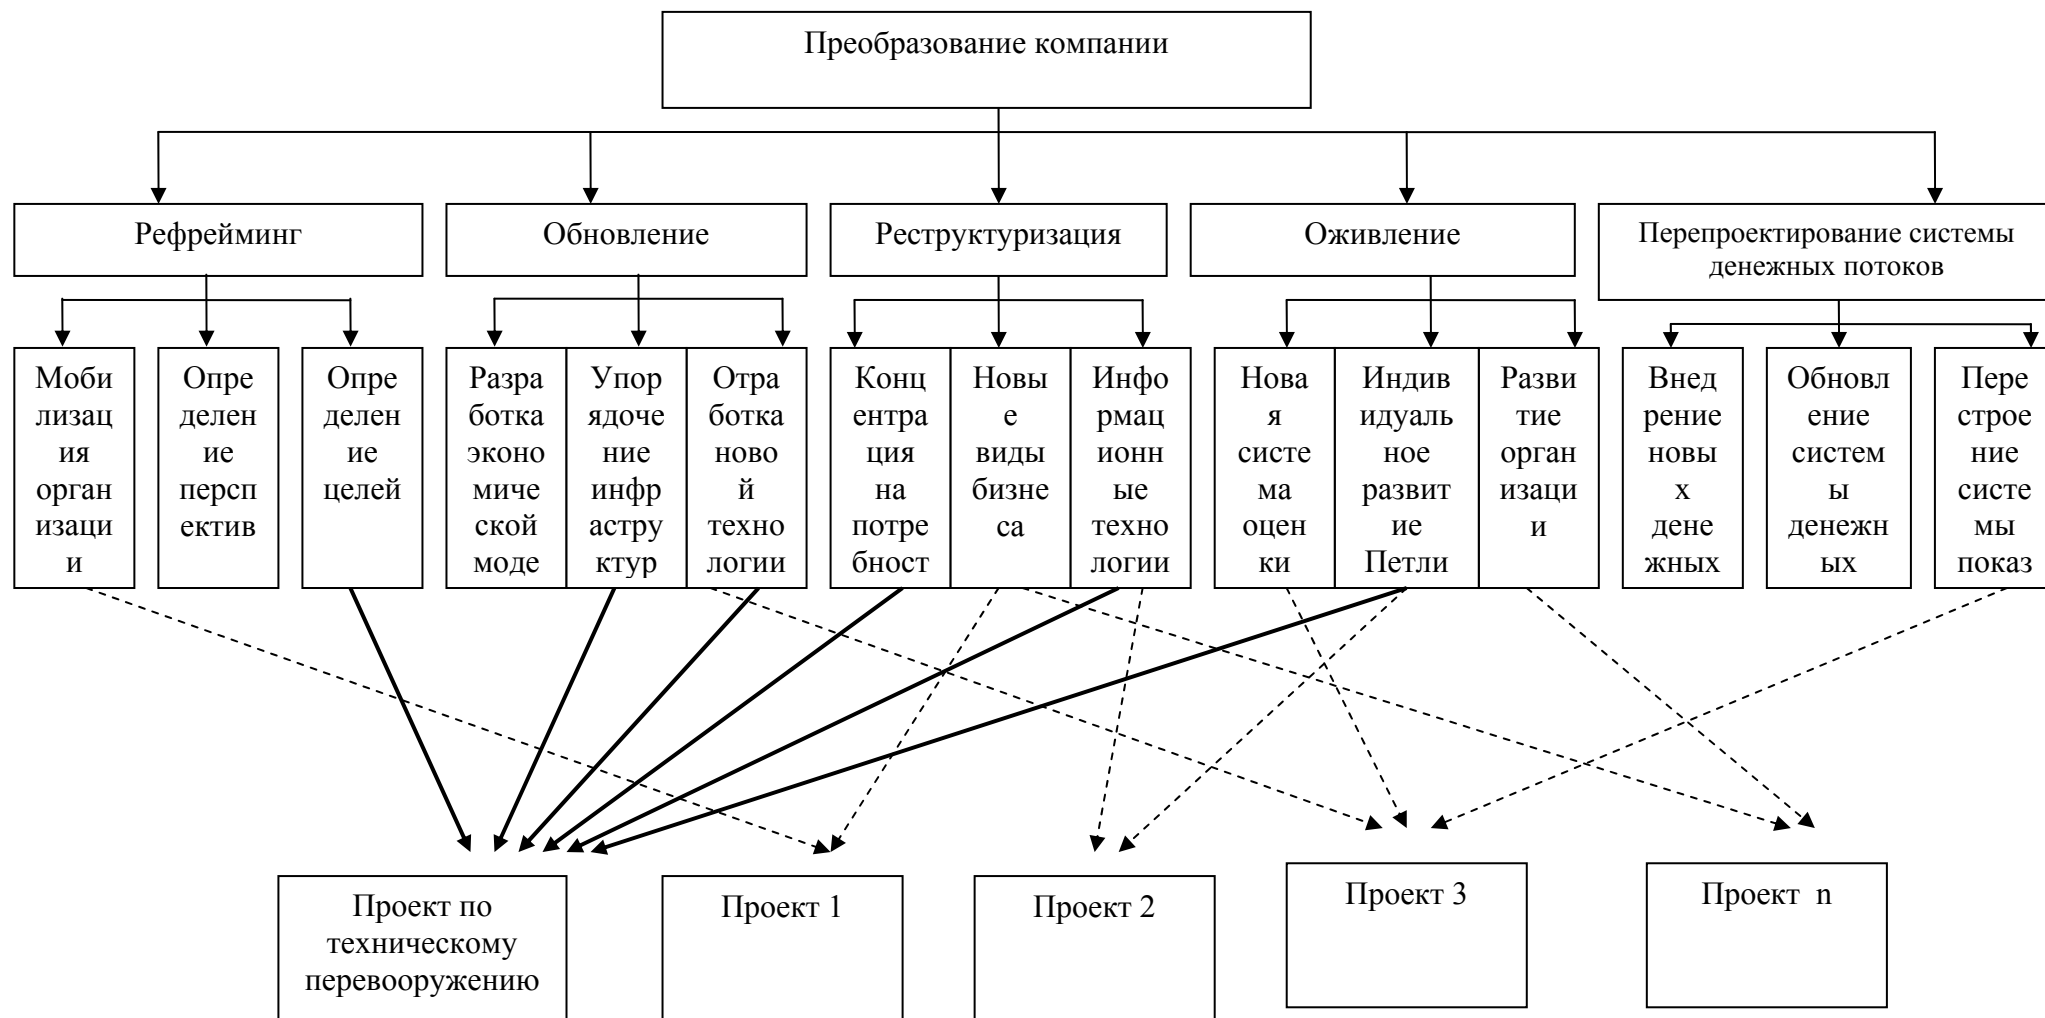 Преобразование компании
Рефрейминг
Обновление
Реструктуризация
Оживление
Перепроектирование системы
денежных потоков
Моби
лизац
ия
орган
изаци
и
Опре
делен
ие
персп
ектив
Опре
делен
ие
целей
Разра
ботка
эконо
миче
ской
моде
Упор
ядоче
ние
инфр
астру
ктур
Отра
ботка
ново
й
техно
логии
Конц
ентра
ция
на
потре
бност
Новы
е
виды
бизне
са
Инфо
рмац
ионн
ые
техно
логии
Нова
я
систе
ма
оценк
ки
Индив
идуаль
ное
развит
ие
Петли
Разви
тие
орган
изаци
и
Внед
рение
новы
х
дене
жных
Обновл
ение
систем
ы
денежн
ых
Пере
строе
ние
систе
мы
показ
Проект по
техническому
перевооружению
Проект 1
Проект 2
Проект 3
Проект n